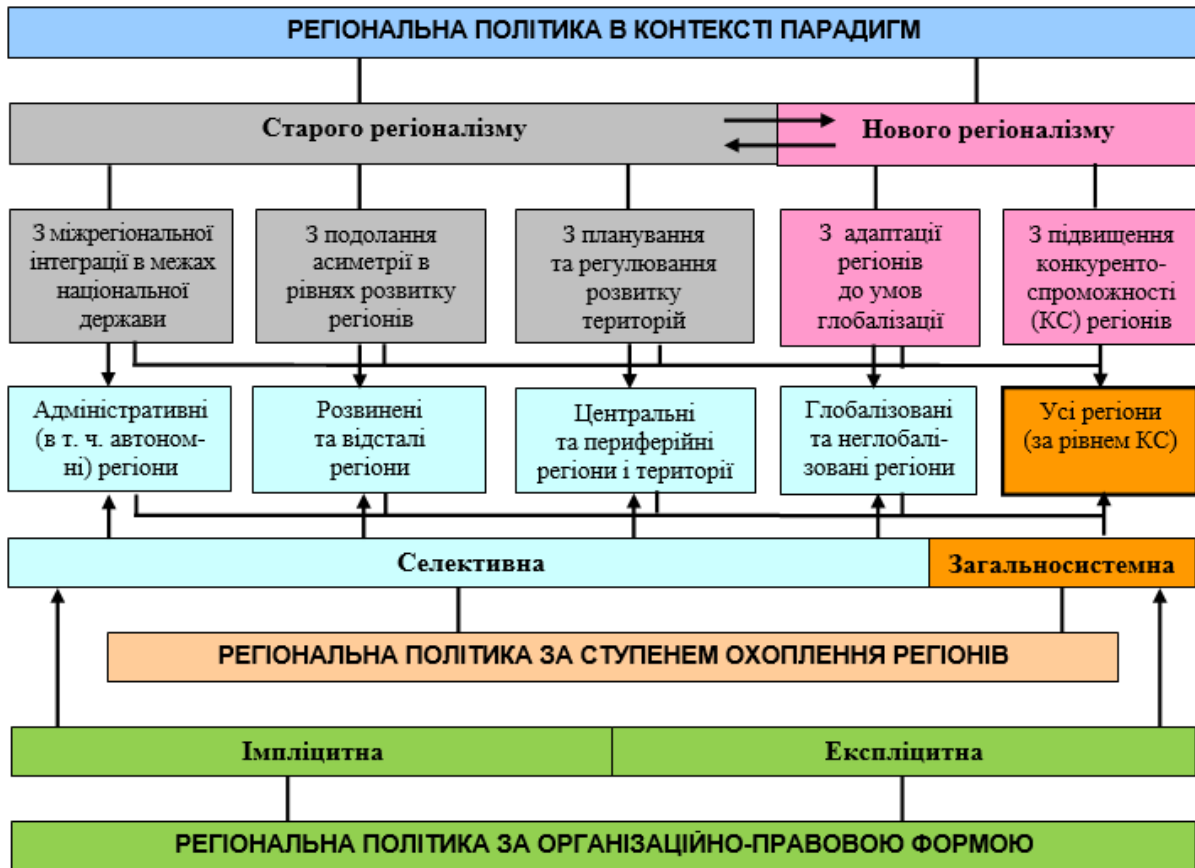 РЕГІОНАЛЬНА ПОЛІТИКА В КОНТЕКСТІ ПАРАДИГМ
Старого регіоналізму
Нового регіоналізму
З міжрегіональної
інтеграції в межах
національної
держави
З подолання
асиметрії в
рівнях розвитку
регіонів
З планування
та регулювання
розвитку
територій
З адаптації
регіонів
до умов
глобалізації
З підвищення
конкуренто-
спроможності
(КС) регіонів
Адміністративні
(в т. ч. автоном-
ні) регіони
Розвинені
та відсталі
регіони
Центральні
та периферійні
регіони і території
Глобалізовані
та неглобалі-
зовані регіони
Усі регіони
(за рівнем КС)
Селективна
Загальносистемна
РЕГІОНАЛЬНА ПОЛІТИКА ЗА СТУПЕНЕМ ОХОПЛЕННЯ РЕГІОНІВ
Імпліцитна
Експліцитна
РЕГІОНАЛЬНА ПОЛІТИКА ЗА ОРГАНІЗАЦІЙНО-ПРАВОВОЮ ФОРМОЮ